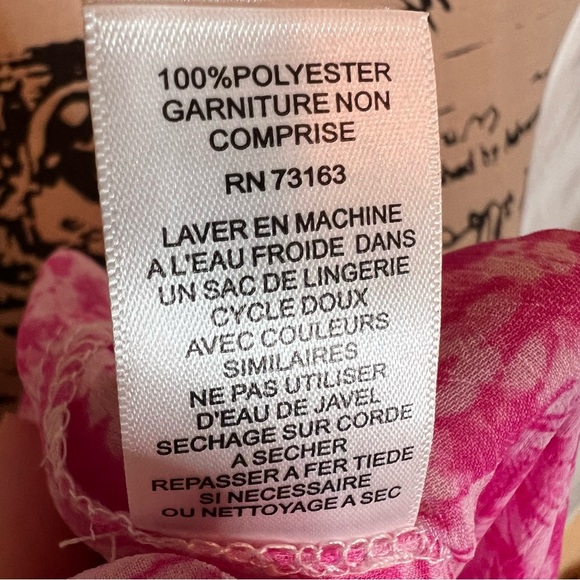 100%POLYESTER
GARNITURE NON
COMPRISE
RN 73163
LAVER EN MACHINE
A L'EAU FROIDE DANS
UN SAC DE LINGERIE
CYCLE DOUX
AVEC COULEURS
SIMILAIRES
NE PAS UTILISER
D'EAU DE JAVEL
SECHAGE SUR CORDE
A SECHER
REPASSER A FER TIEDE
SI NECESSAIRE
OU NETTOYAGE A SEC